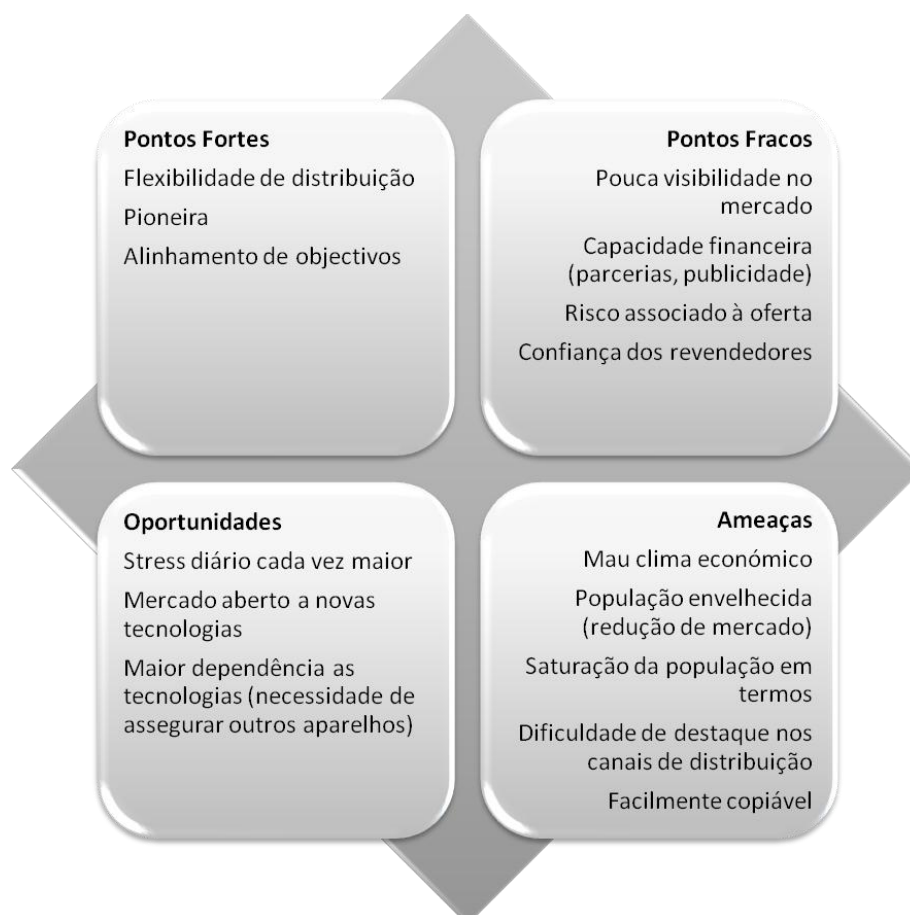 Pontos Fortes
Flexibilidade de distribuição
Pioneira
Alinhamento de objectivos
Pontos Fracos
Pouca visibilidade no
mercado
Capacidade financeira
(parcerias, publicidade)
Risco associado à oferta
Confiança dos revendedores
Oportunidades
Stress diário cada vez maior
Mercado aberto a novas
tecnologias
Maior dependência as
tecnologias (necessidade de
assegurar outros aparelhos)
Ameaças
Mau clima económico
População envelhecida
(redução de mercado)
Saturação da população em
termos
Dificuldade de destaque nos
canais de distribuição
Facilmente copiável